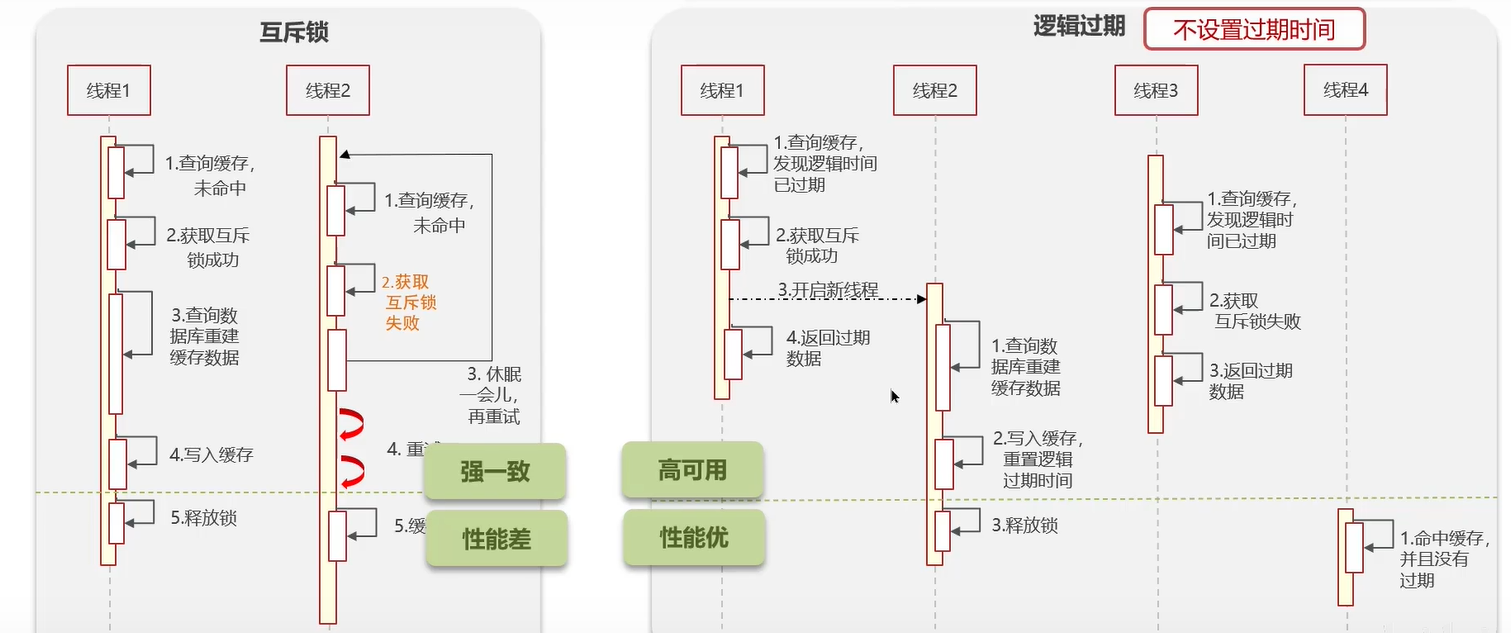 互斥锁
线程1
线程2
1.查询缓存，
未命中
2.获取互斥
锁成功
3.查询数
据库重建
缓存数据
4.写入缓存
5.释放锁
1.查询缓存，
未命中
2.获取
互斥锁
失败
3. 休眠
一会儿，
再重试
4. 重
5.缓
强一致
性能差
逻辑过期
不设置过期时间
线程1
线程2
线程3
线程4
1.查询缓存，
发现逻辑时间
已过期
2.获取互斥
锁成功
3.开启新线程
4.返回过期
数据
1.查询数
据库重建
缓存数据
2.写入缓存，
重置逻辑
过期时间
3.释放锁
1.查询缓存，
发现逻辑时
间已过期
2.获取
互斥锁失败
3.返回过期
数据
1.命中缓存，
并且没有
过期
高可用
性能优